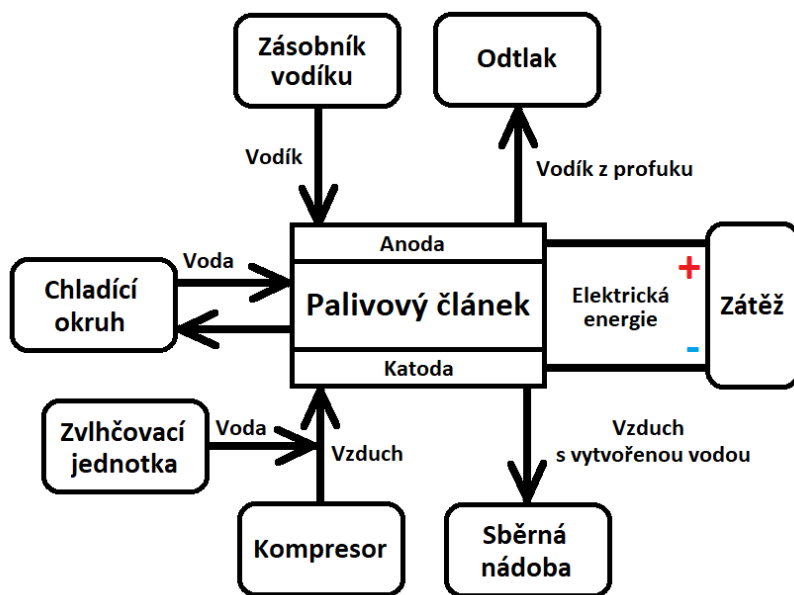 Zásobník
vodíku
Odtlak
Vodík
Vodík z profuku
Anoda
Voda
+
Chladící
okruh
Palivový článek
Elektrická
energie
Zátěž
-
Katoda
Zvlhčovací
jednotka
Voda
Vzduch
Vzduch
s vytvořenou vodou
Kompresor
Sběrná
nádoba